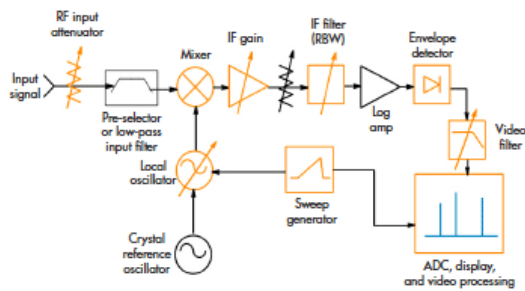 RF input
attenuator
Input
signal
Pre-selector
or low-pass
input filter
Mixer
IF gain
IF filter
(RBW)
Log
amp
Envelope
detector
Video
filter
Local
oscillator
Sweep
generator
Crystal
reference
oscillator
ADC, display,
and video processing